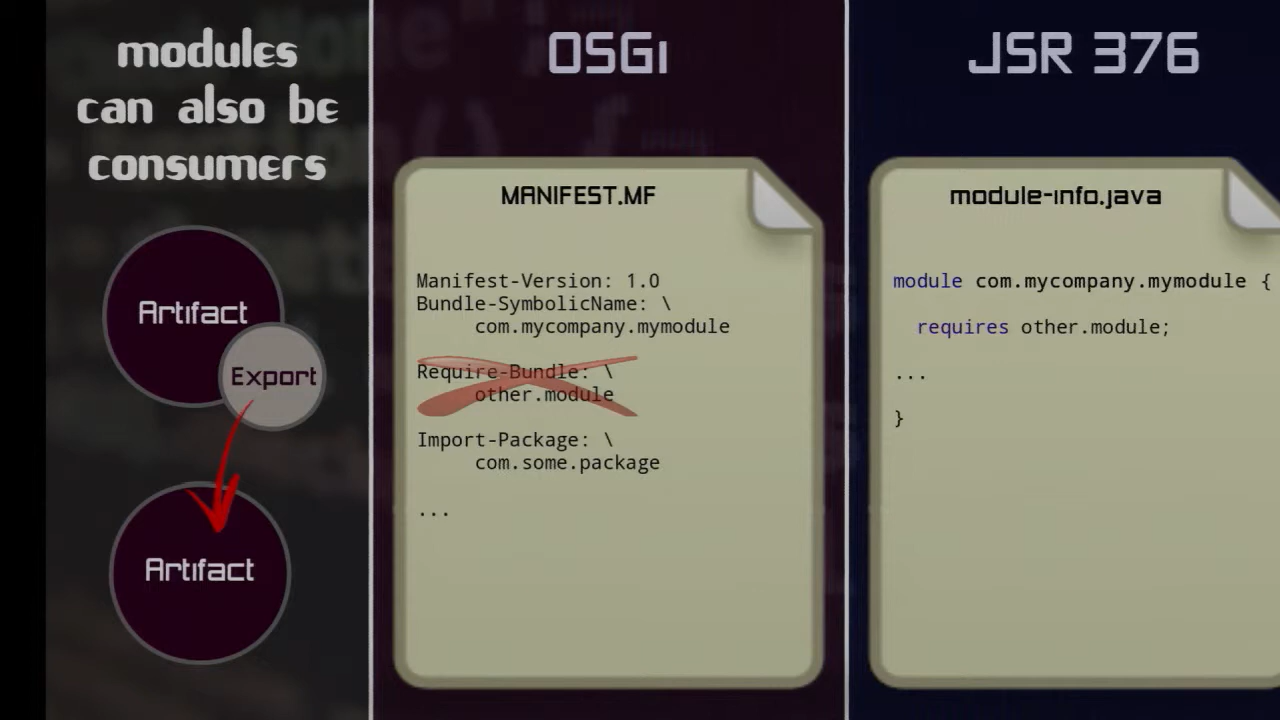 modules
can also be
consumers
Artifact
Export
Artifact
OSGi
MANIFEST.MF
Manifest-Version: 1.0
Bundle-SymbolicName: \
com.mycompany.mymodule
Require-Bundle: \
other.module
Import-Package: \
com.some.package
...
JSR 376
module-info.java
module com.mycompany.mymodule {
requires other.module;
...
}